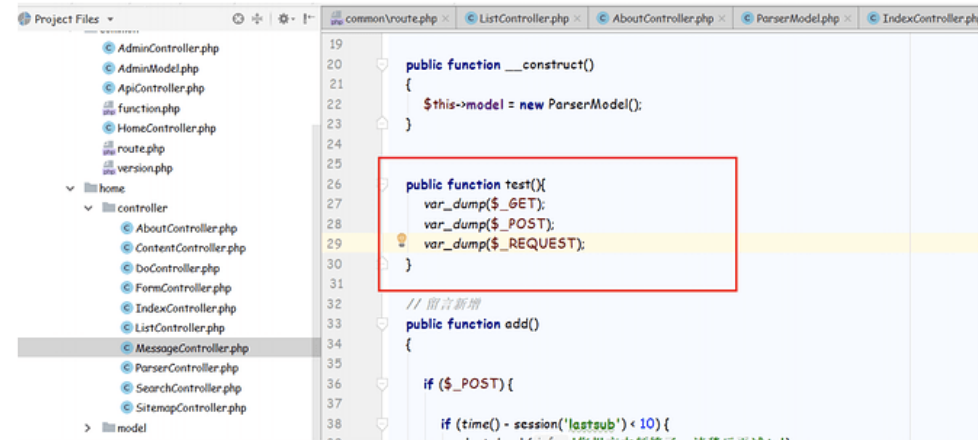 Project Files
common\route.php
ListController.php
AboutController.php
ParserModel.php
IndexController.php
common
AdminController.php
AdminModel.php
ApiController.php
function.php
HomeController.php
route.php
version.php
home
controller
AboutController.php
ContentController.php
DoController.php
FormController.php
IndexController.php
ListController.php
MessageController.php
ParserController.php
SearchController.php
SitemapController.php
model
19
20 public function __construct()
21 {
22 $this->model = new ParserModel();
23 }
24
25
26 public function test(){
27 var_dump($_GET);
28 var_dump($_POST);
29 var_dump($_REQUEST);
30 }
31
32 // 留言新增
33 public function add()
34 {
35
36 if ($_POST) {
37
38 if (time() - session('lastsub') < 10) {